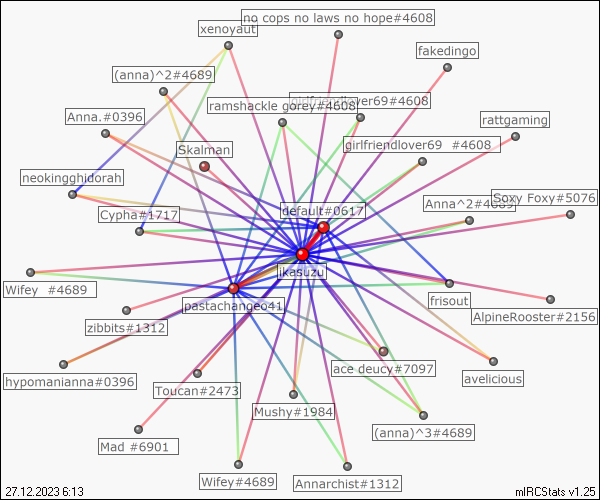 no cops no laws no hope#4608
xenoyaut
fakedingo
(anna)^2#4689
girlfriendlover69#4608
ramshackle gorey#4608
Anna.#0396
rattgaming
girlfriendlover69 #4608
Skalman
neokingghidorah
Soxy Foxy#5076
Anna^2#4689
default#0617
Cypha#1717
ikasuzu
Wifey #4689
frisout
pastachangeo41
AlpineRooster#2156
zibbits#1312
ace deucy#7097
avelicious
hypomanianna#0396
Toucan#2473
Mushy#1984
(anna)^3#4689
Mad #6901
Wifey#4689
Annarchist#1312
27.12.2023 6:13
mIRCStats v1.25